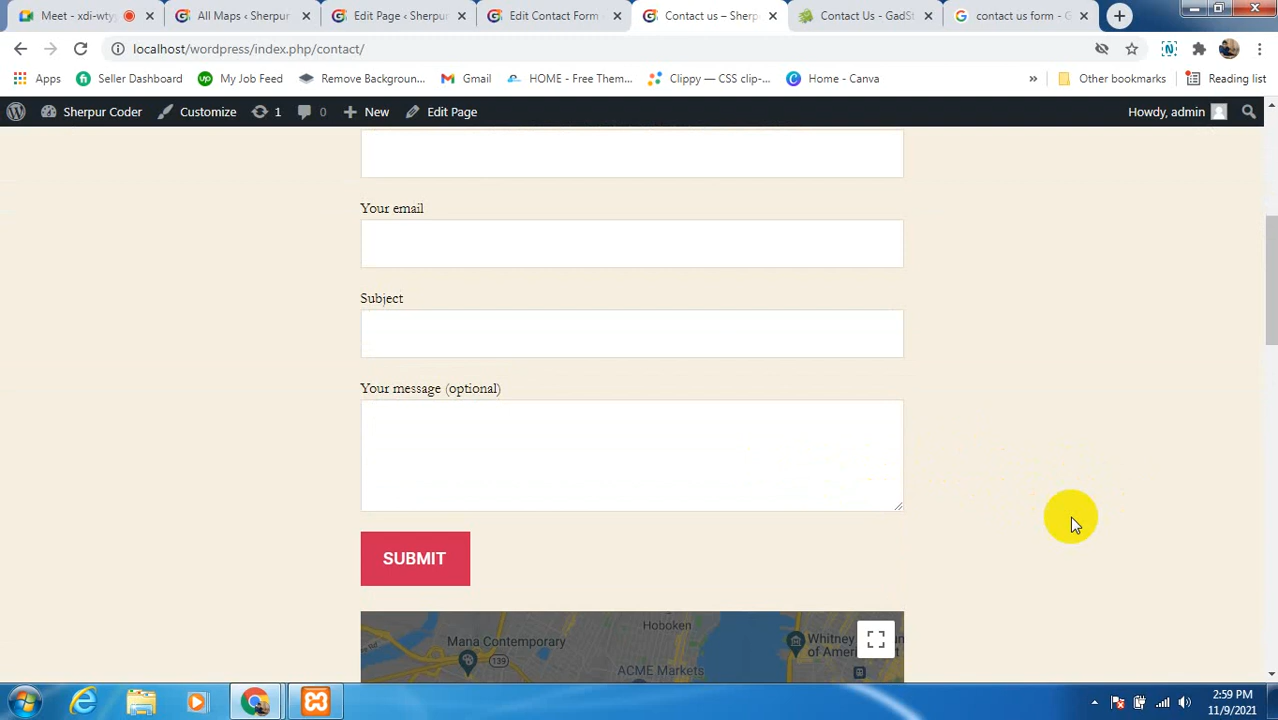 Meet - xdi-wty
All Maps ‹ Sherpur
Edit Page ‹ Sherpur
Edit Contact Form
Contact us – Sherp
Contact Us - GadSt
contact us form - G
localhost/wordpress/index.php/contact/
Apps
Seller Dashboard
My Job Feed
Remove Backgroun...
Gmail
HOME - Free Them...
Clippy — CSS clip-...
Home - Canva
»
Other bookmarks
Reading list
Sherpur Coder
Customize
1
0
New
Edit Page
Howdy, admin
Your email
Subject
Your message (optional)
SUBMIT
Hoboken
Mana Contemporary
Whitney
of Americ
139
ACME Markets
2:59 PM
11/9/2021